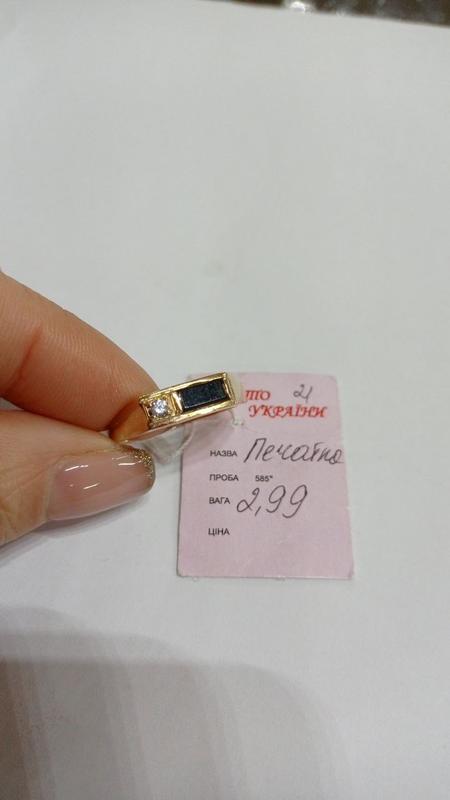 ТО 21
УКРАЇНИ
НАЗВА Печатка
ПРОБА 585°
ВАГА 2,99
ЦІНА